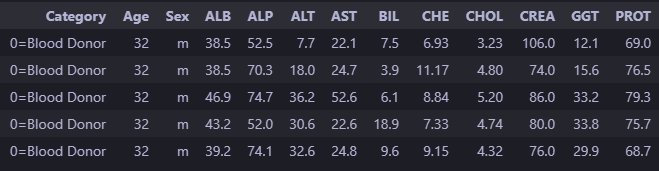 Category Age Sex ALB ALP ALT AST BIL CHE CHOL CREA GGT PROT
0=Blood Donor 32 m 38.5 52.5 7.7 22.1 7.5 6.93 3.23 106.0 12.1 69.0
0=Blood Donor 32 m 38.5 70.3 18.0 24.7 3.9 11.17 4.80 74.0 15.6 76.5
0=Blood Donor 32 m 46.9 74.7 36.2 52.6 6.1 8.84 5.20 86.0 33.2 79.3
0=Blood Donor 32 m 43.2 52.0 30.6 22.6 18.9 7.33 4.74 80.0 33.8 75.7
0=Blood Donor 32 m 39.2 74.1 32.6 24.8 9.6 9.15 4.32 76.0 29.9 68.7